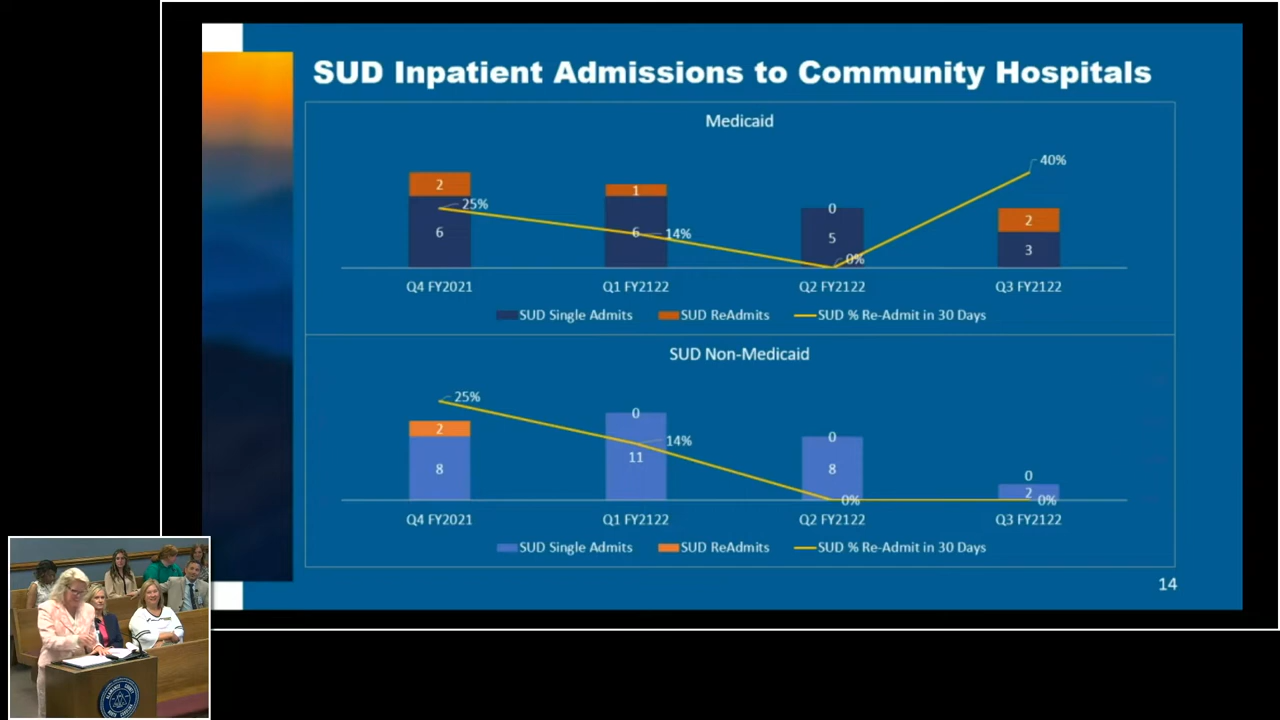 SUD Inpatient Admissions to Community Hospitals
Medicaid
2
6
25%
1
6
14%
0
5
0%
40%
2
3
Q4 FY2021
Q1 FY2122
Q2 FY2122
Q3 FY2122
SUD Single Admits
SUD ReAdmits
SUD % Re-Admit in 30 Days
SUD Non-Medicaid
25%
2
8
0
14%
11
0
8
0%
0
2
0%
Q4 FY2021
Q1 FY2122
Q2 FY2122
Q3 FY2122
SUD Single Admits
SUD ReAdmits
SUD % Re-Admit in 30 Days
14